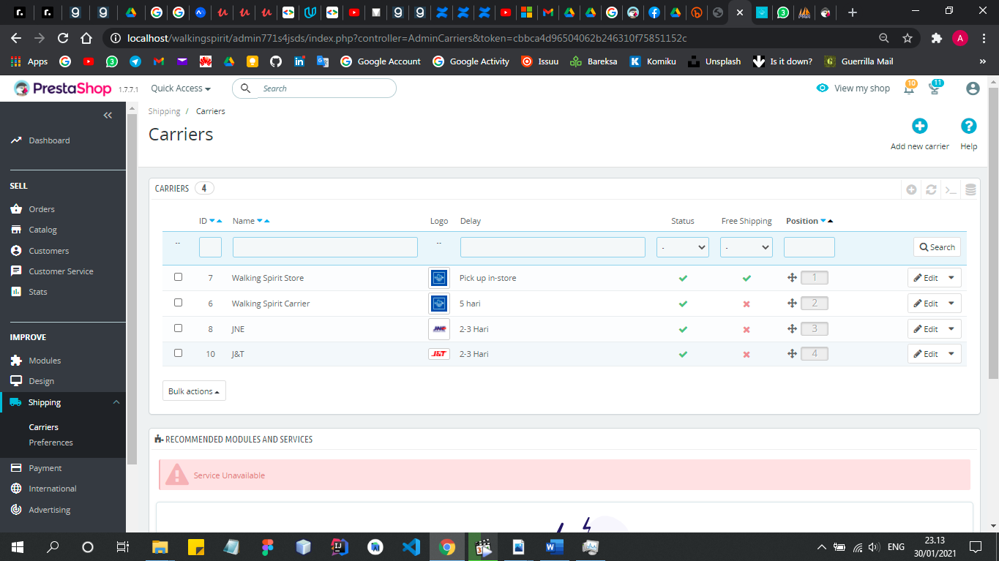 localhost/walkingspirit/admin771s4jsds/index.php?controller=AdminCarriers&token=cbbca4d96504062b246310f75851152c
A
Apps
3
Google Account
Google Activity
Issuu
Bareksa
Komiku
Unsplash
Is it down?
Guerrilla Mail
»
PrestaShop 1.7.7.1 Quick Access Search View my shop 10 11
Shipping / Carriers
Carriers
Add new carrier Help
Dashboard
SELL
Orders
Catalog
Customers
Customer Service
Stats
IMPROVE
Modules
Design
Shipping
Carriers
Preferences
Payment
International
Advertising
CARRIERS 4
ID Name Logo Delay Status Free Shipping Position
-- -- - - Search
7 Walking Spirit Store Pick up in-store 1 Edit
6 Walking Spirit Carrier 5 hari 2 Edit
8 JNE JNE 2-3 Hari 3 Edit
10 J&T J&T 2-3 Hari 4 Edit
Bulk actions
RECOMMENDED MODULES AND SERVICES
Service Unavailable
ENG 23.13
30/01/2021